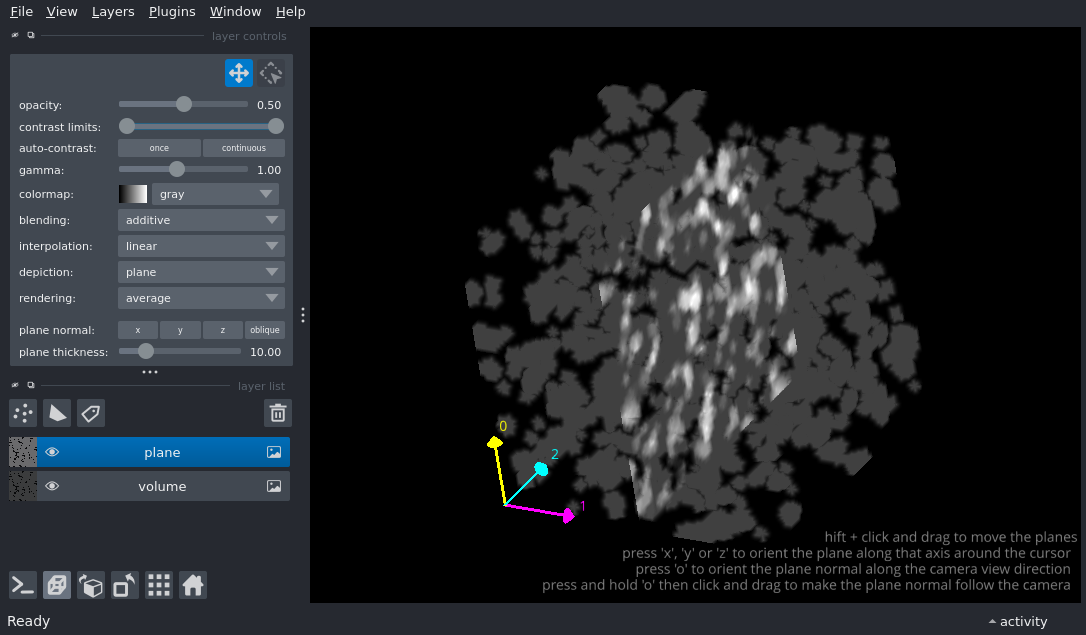 File View Layers Plugins Window Help
layer controls
opacity: 0.50
contrast limits:
auto-contrast: once continuous
gamma: 1.00
colormap: gray
blending: additive
interpolation: linear
depiction: plane
rendering: average
plane normal: x y z oblique
plane thickness: 10.00
layer list
plane
volume
0
2
1
hift + click and drag to move the planes
press 'x', 'y' or 'z' to orient the plane along that axis around the cursor
press 'o' to orient the plane normal along the camera view direction
press and hold 'o' then click and drag to make the plane normal follow the camera
Ready
activity